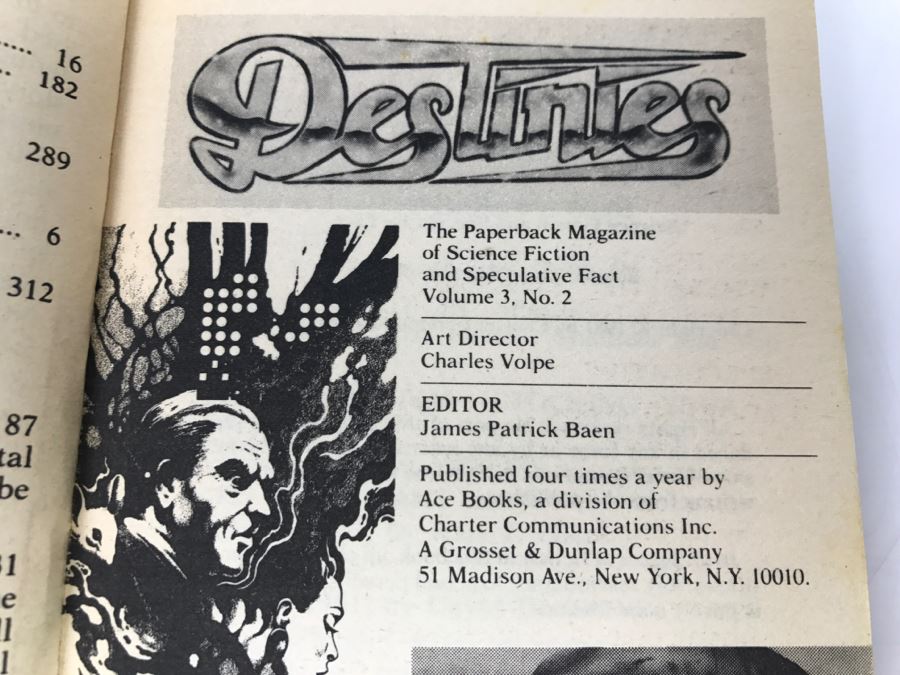 16
182
289
6
312
87
tal
be
31
e
ll
l
Destinies
The Paperback Magazine
of Science Fiction
and Speculative Fact
Volume 3, No. 2
Art Director
Charles Volpe
EDITOR
James Patrick Baen
Published four times a year by
Ace Books, a division of
Charter Communications Inc.
A Grosset & Dunlap Company
51 Madison Ave., New York, N.Y. 10010.